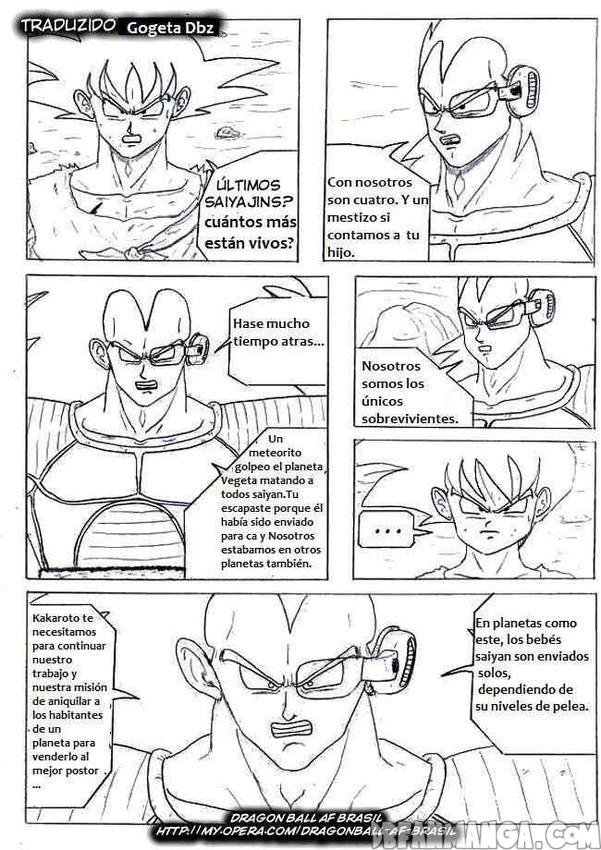 TRADUZIDO Gogeta Dbz
ÚLTIMOS
SAIYAJINS?
cuántos más
están vivos?
Con nosotros
son cuatro. Y un
mestizo si
contamos a tu
hijo.
Hase mucho
tiempo atras...
Un
meteorito
golpeo el planeta
Vegeta matando a
todos saiyan.Tu
escapaste porque él
había sido enviado
para ca y Nosotros
estabamos en otros
planetas también.
Nosotros
somos los
únicos
sobrevivientes.
...
Kakaroto te
necesitamos
para continuar
nuestro
trabajo y
nuestra misión
de aniquilar a
los habitantes
de un
planeta para
venderlo al
mejor postor
...
En planetas como
este, los bebés
saiyan son enviados
solos,
dependiendo de
su niveles de pelea.
DRAGON BALL AF BRASIL
HTTP://MY.OPERA.COM/DRAGONBALL-AF-BRASIL